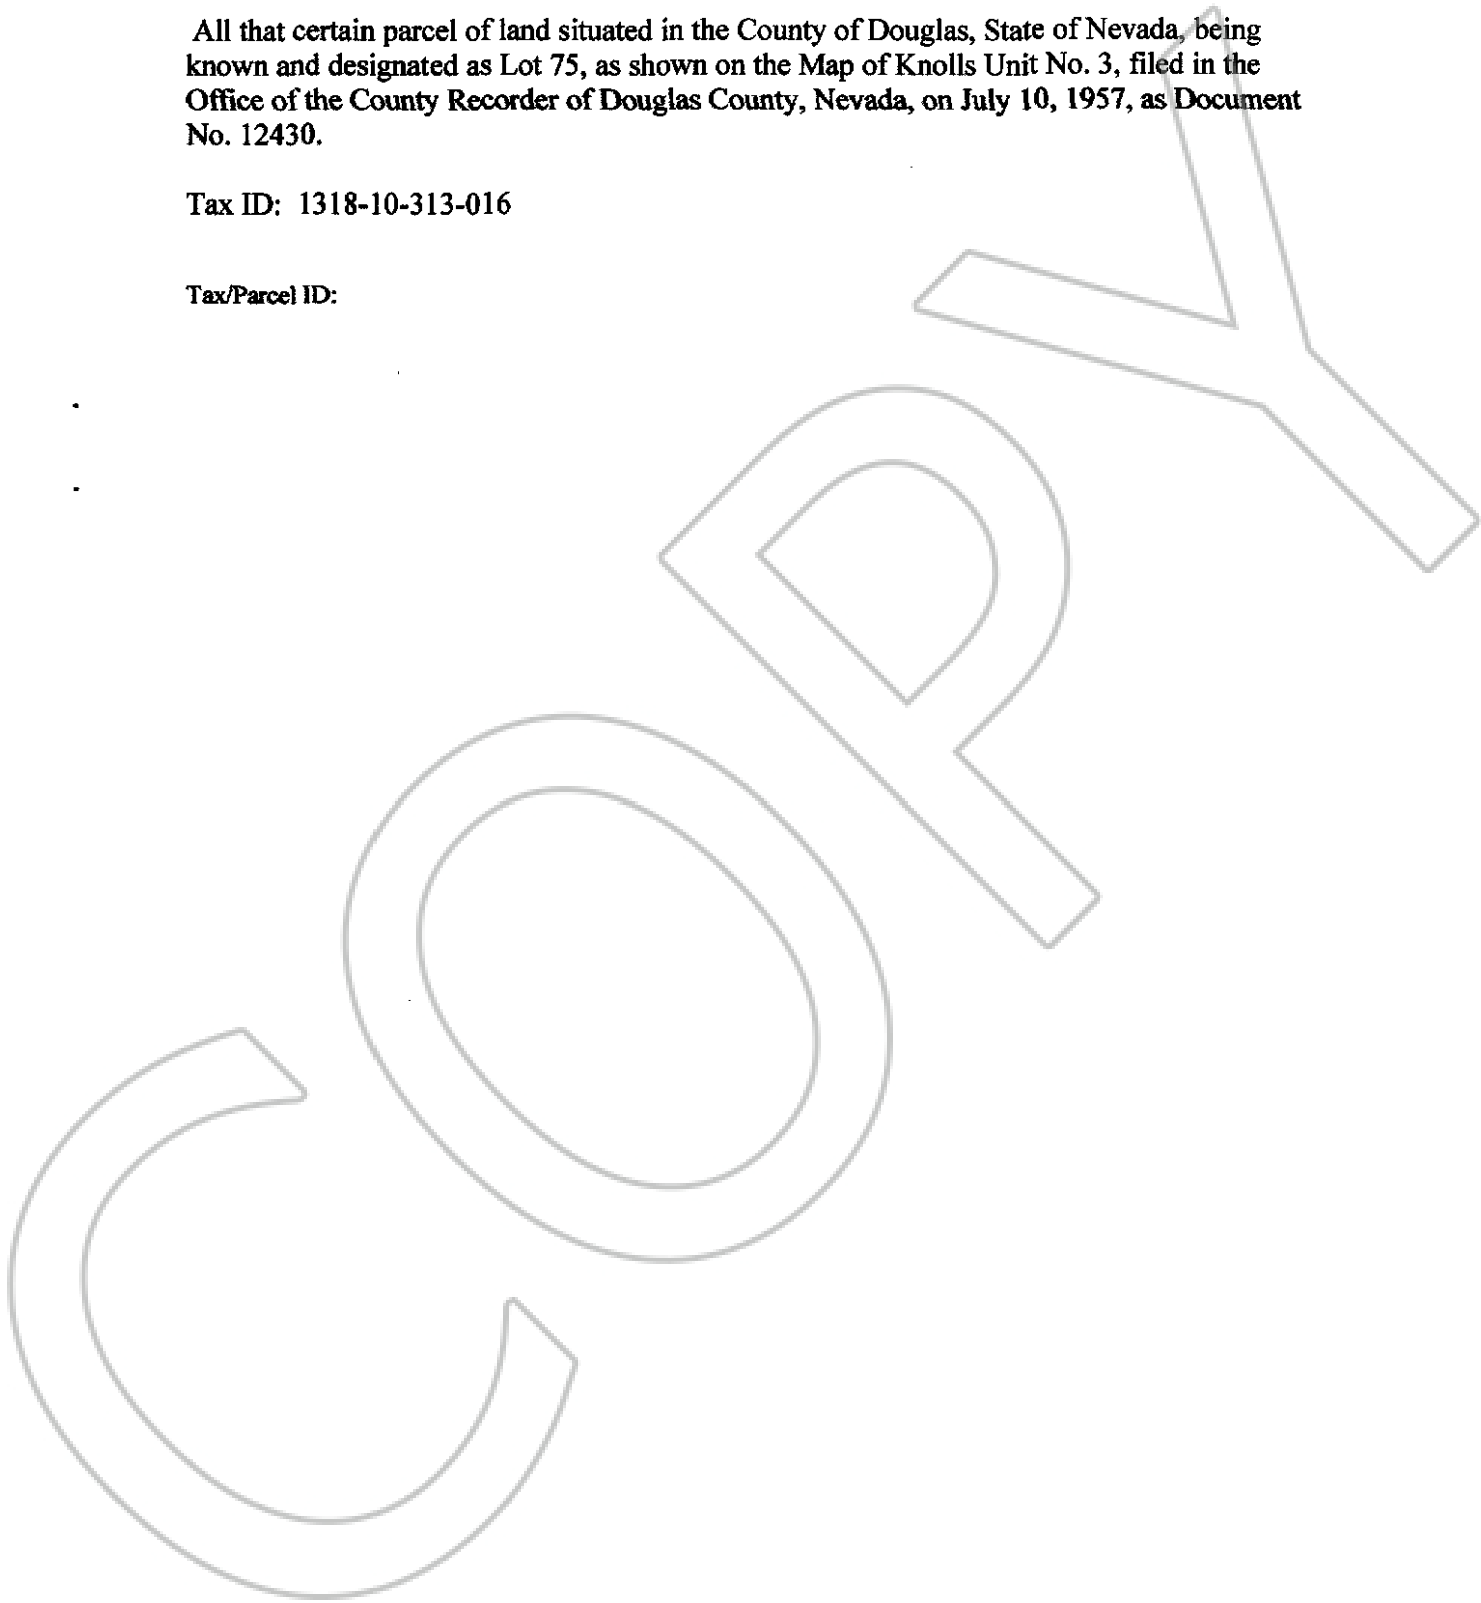 All that certain parcel of land situated in the County of Douglas, State of Nevada, being
known and designated as Lot 75, as shown on the Map of Knolls Unit No. 3, filed in the
Office of the County Recorder of Douglas County, Nevada, on July 10, 1957, as Document
No. 12430.
Tax ID: 1318-10-313-016
Tax/Parcel ID:
COPY